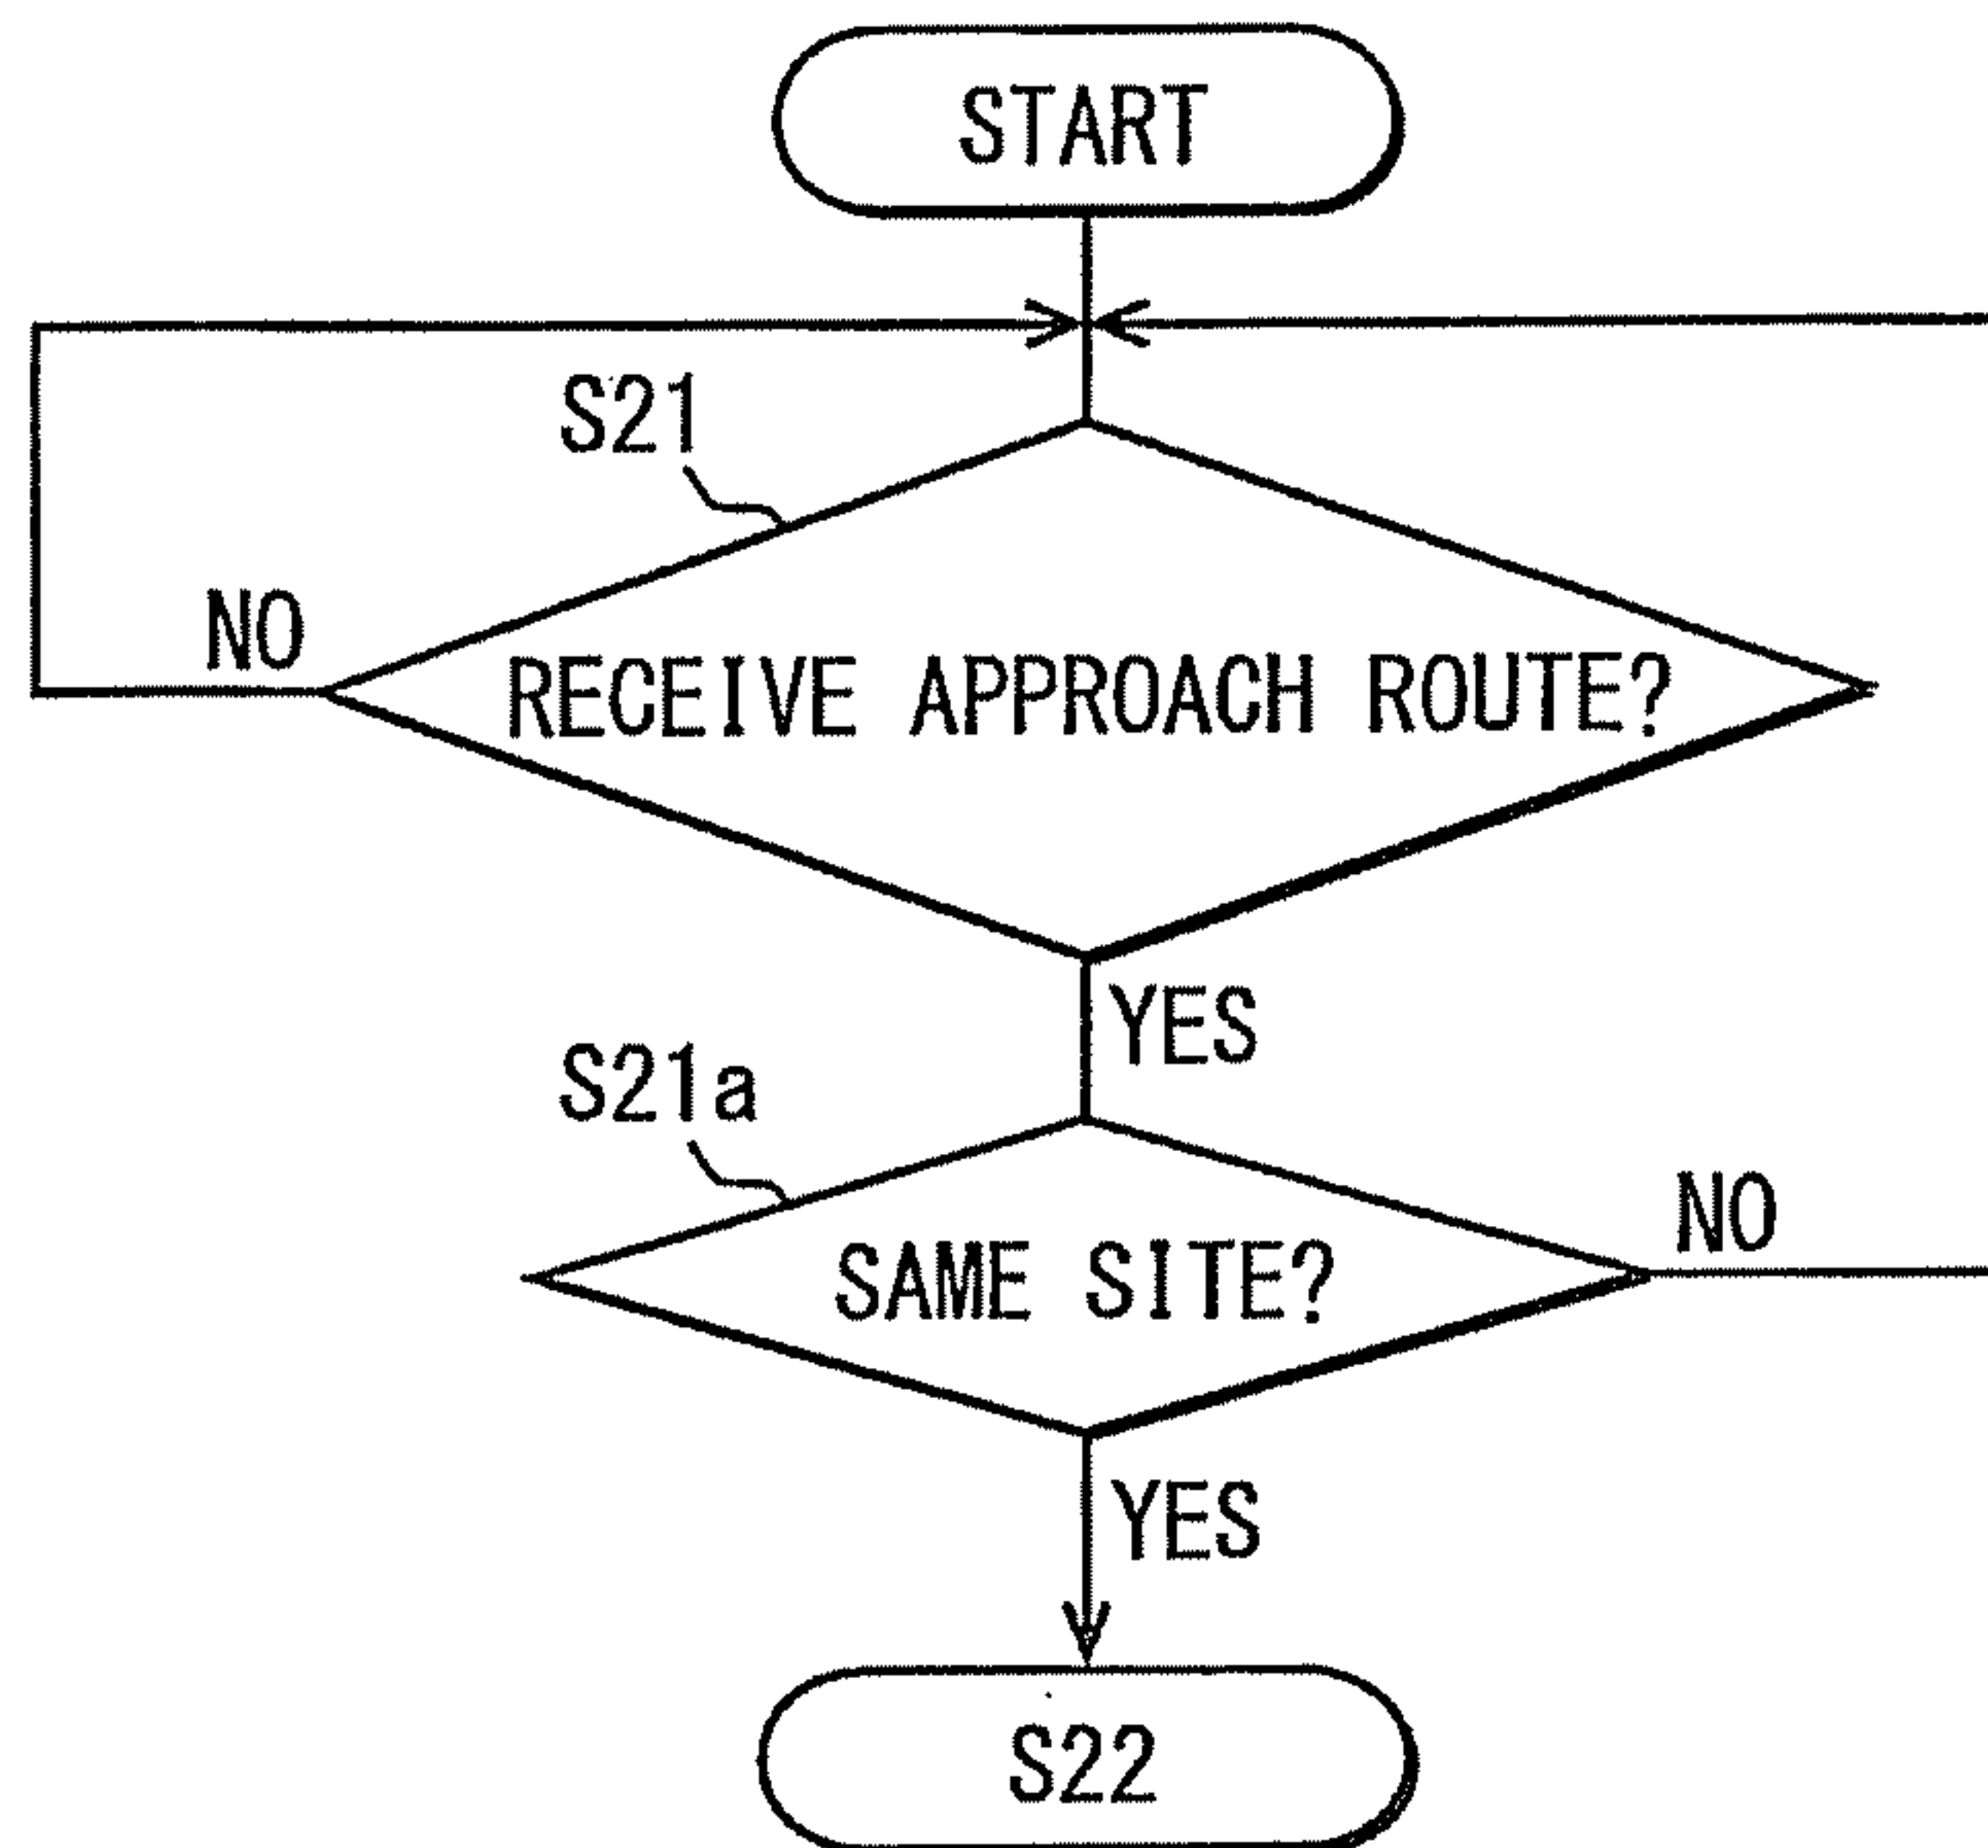 START
S21
NO
RECEIVE APPROACH ROUTE?
YES
S21a
NO
SAME SITE?
YES
S22